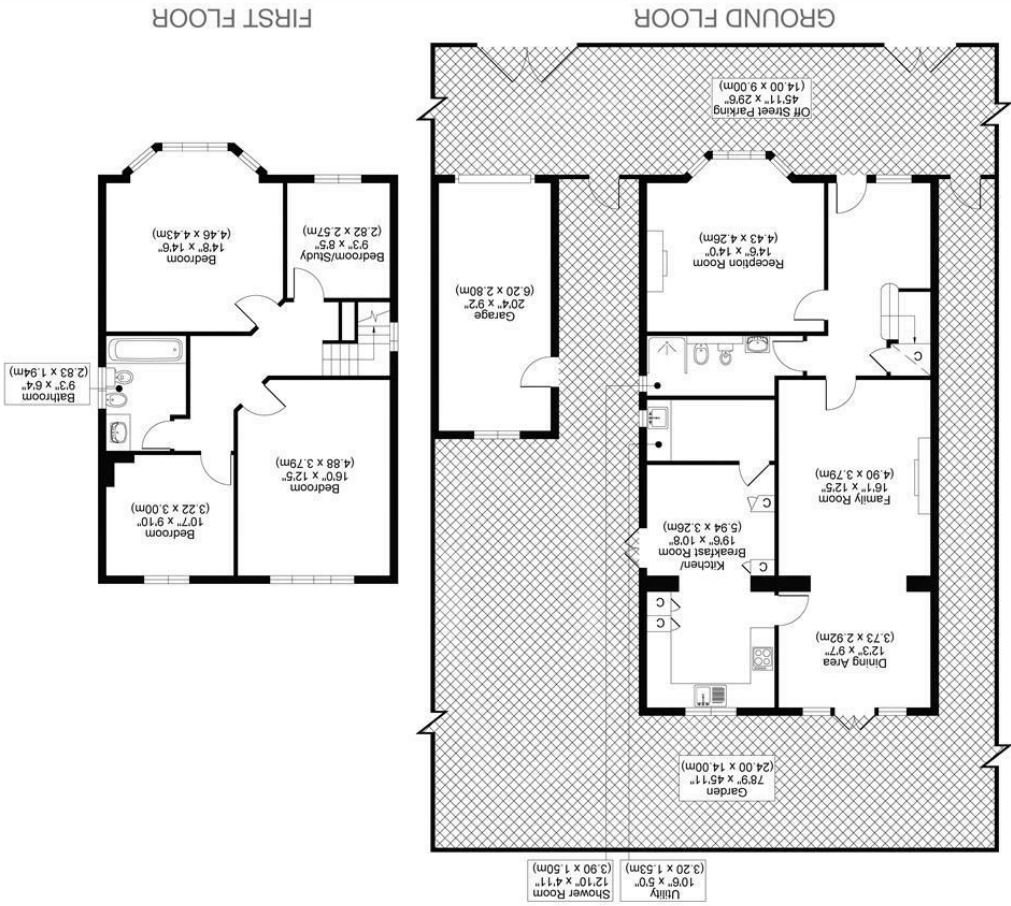 Utility
10'6" x 5'0"
(3.20 x 1.53m)
Shower Room
12'10" x 4'11"
(3.90 x 1.50m)
Garden
78'9" x 45'11"
(24.00 x 14.00m)
Dining Area
12'3" x 9'7"
(3.73 x 2.92m)
C
C
Kitchen/
Breakfast Room
19'6" x 10'8
(5.94 x 3.26m)
C
C
Family Room
16'1" x 12'5
(4.90 x 3.79m)
C
Reception Room
14'6" x 14'0"
(4.43 x 4.26m)
Garage
20'4" x 9'2"
(6.20 x 2.80m)
Off Street Parking
45'11" x 29'6"
(14.00 x 9.00m)
GROUND FLOOR
Bedroom
10'7" x 9'10"
(3.22 x 3.00m)
Bedroom
16'0" x 12'5
(4.88 x 3.79m)
Bathroom
9'3" x 6'4"
(2.83 x 1.94m)
Bedroom/Study
9'3" x 8'5"
(2.82 x 2.57m)
Bedroom
14'8" x 14'6"
(4.46 x 4.43m)
FIRST FLOOR